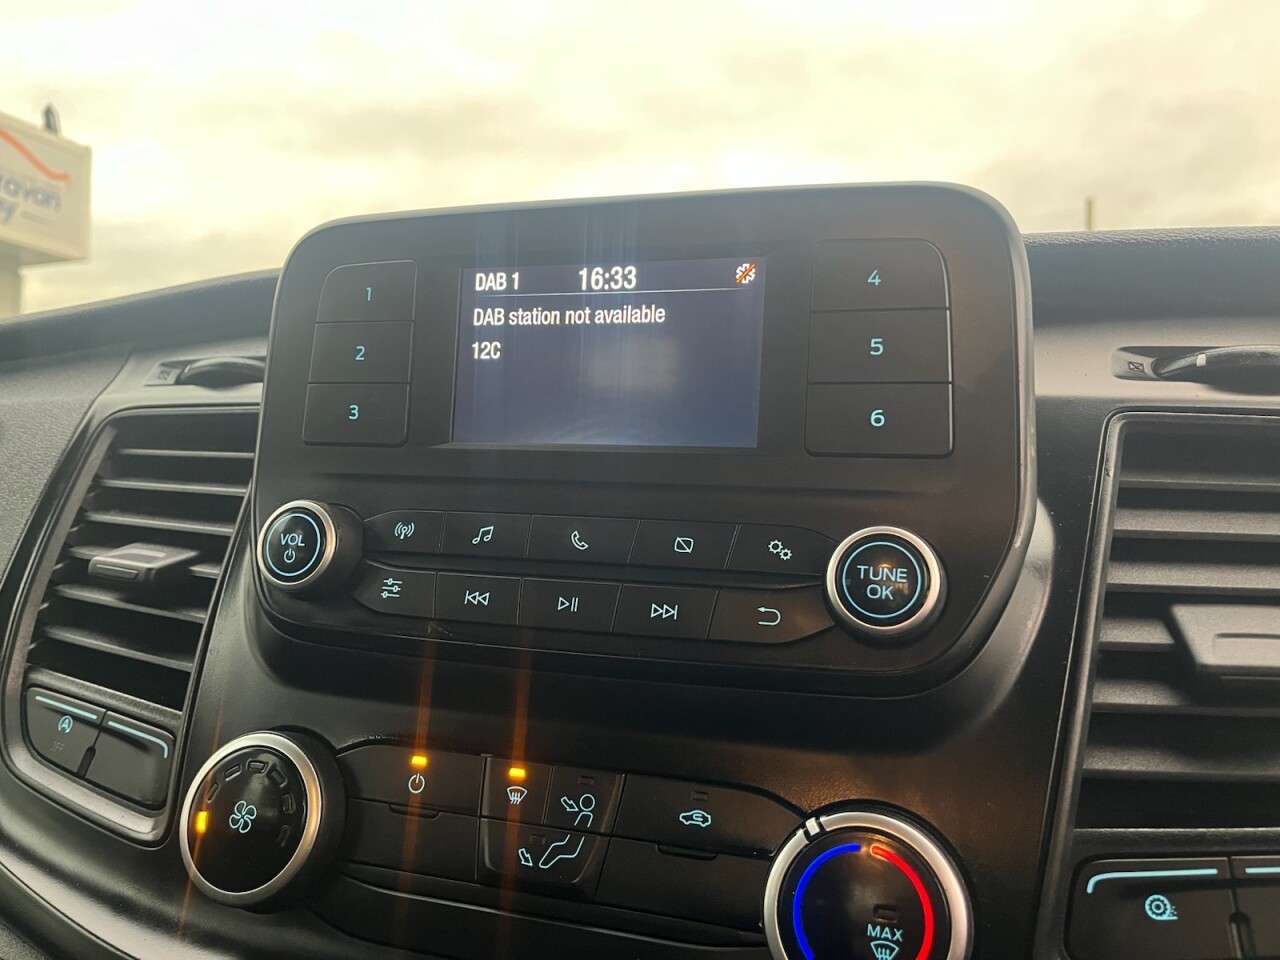 DAB 1 16:33
DAB station not available
12C
1
2
3
4
5
6
VOL
TUNE
OK
A
MAX